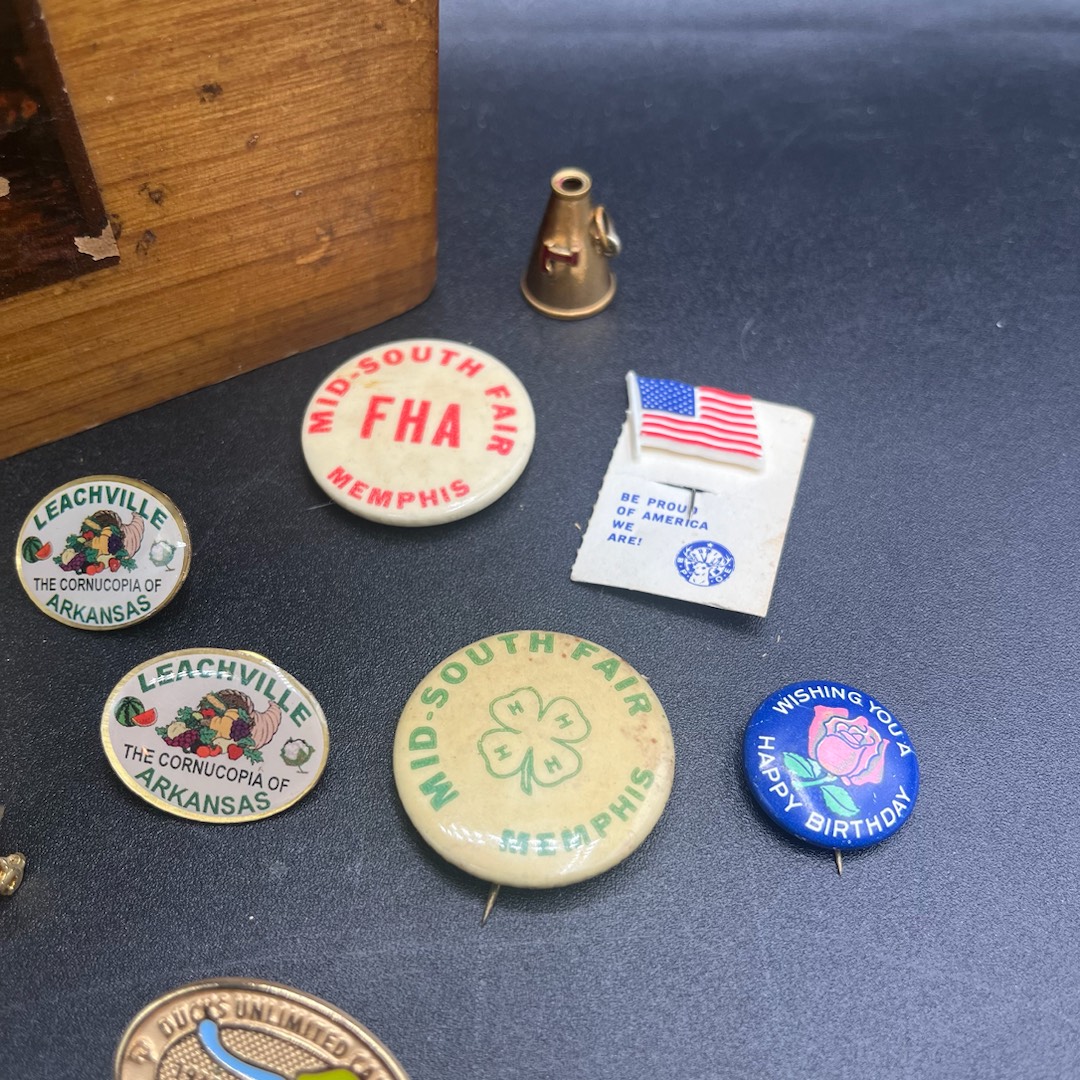 H
MID-SOUTH FAIR
FHA
MEMPHIS
BE PROUD
OF AMERICA
WE
ARE!
B.P.O.E.
LEACHVILLE
THE CORNUCOPIA OF
ARKANSAS
LEACHVILLE
THE CORNUCOPIA OF
ARKANSAS
MID-SOUTH FAIR
H H
H H
MEMPHIS
WISHING YOU A
HAPPY BIRTHDAY
DUCKS UNLIMITED